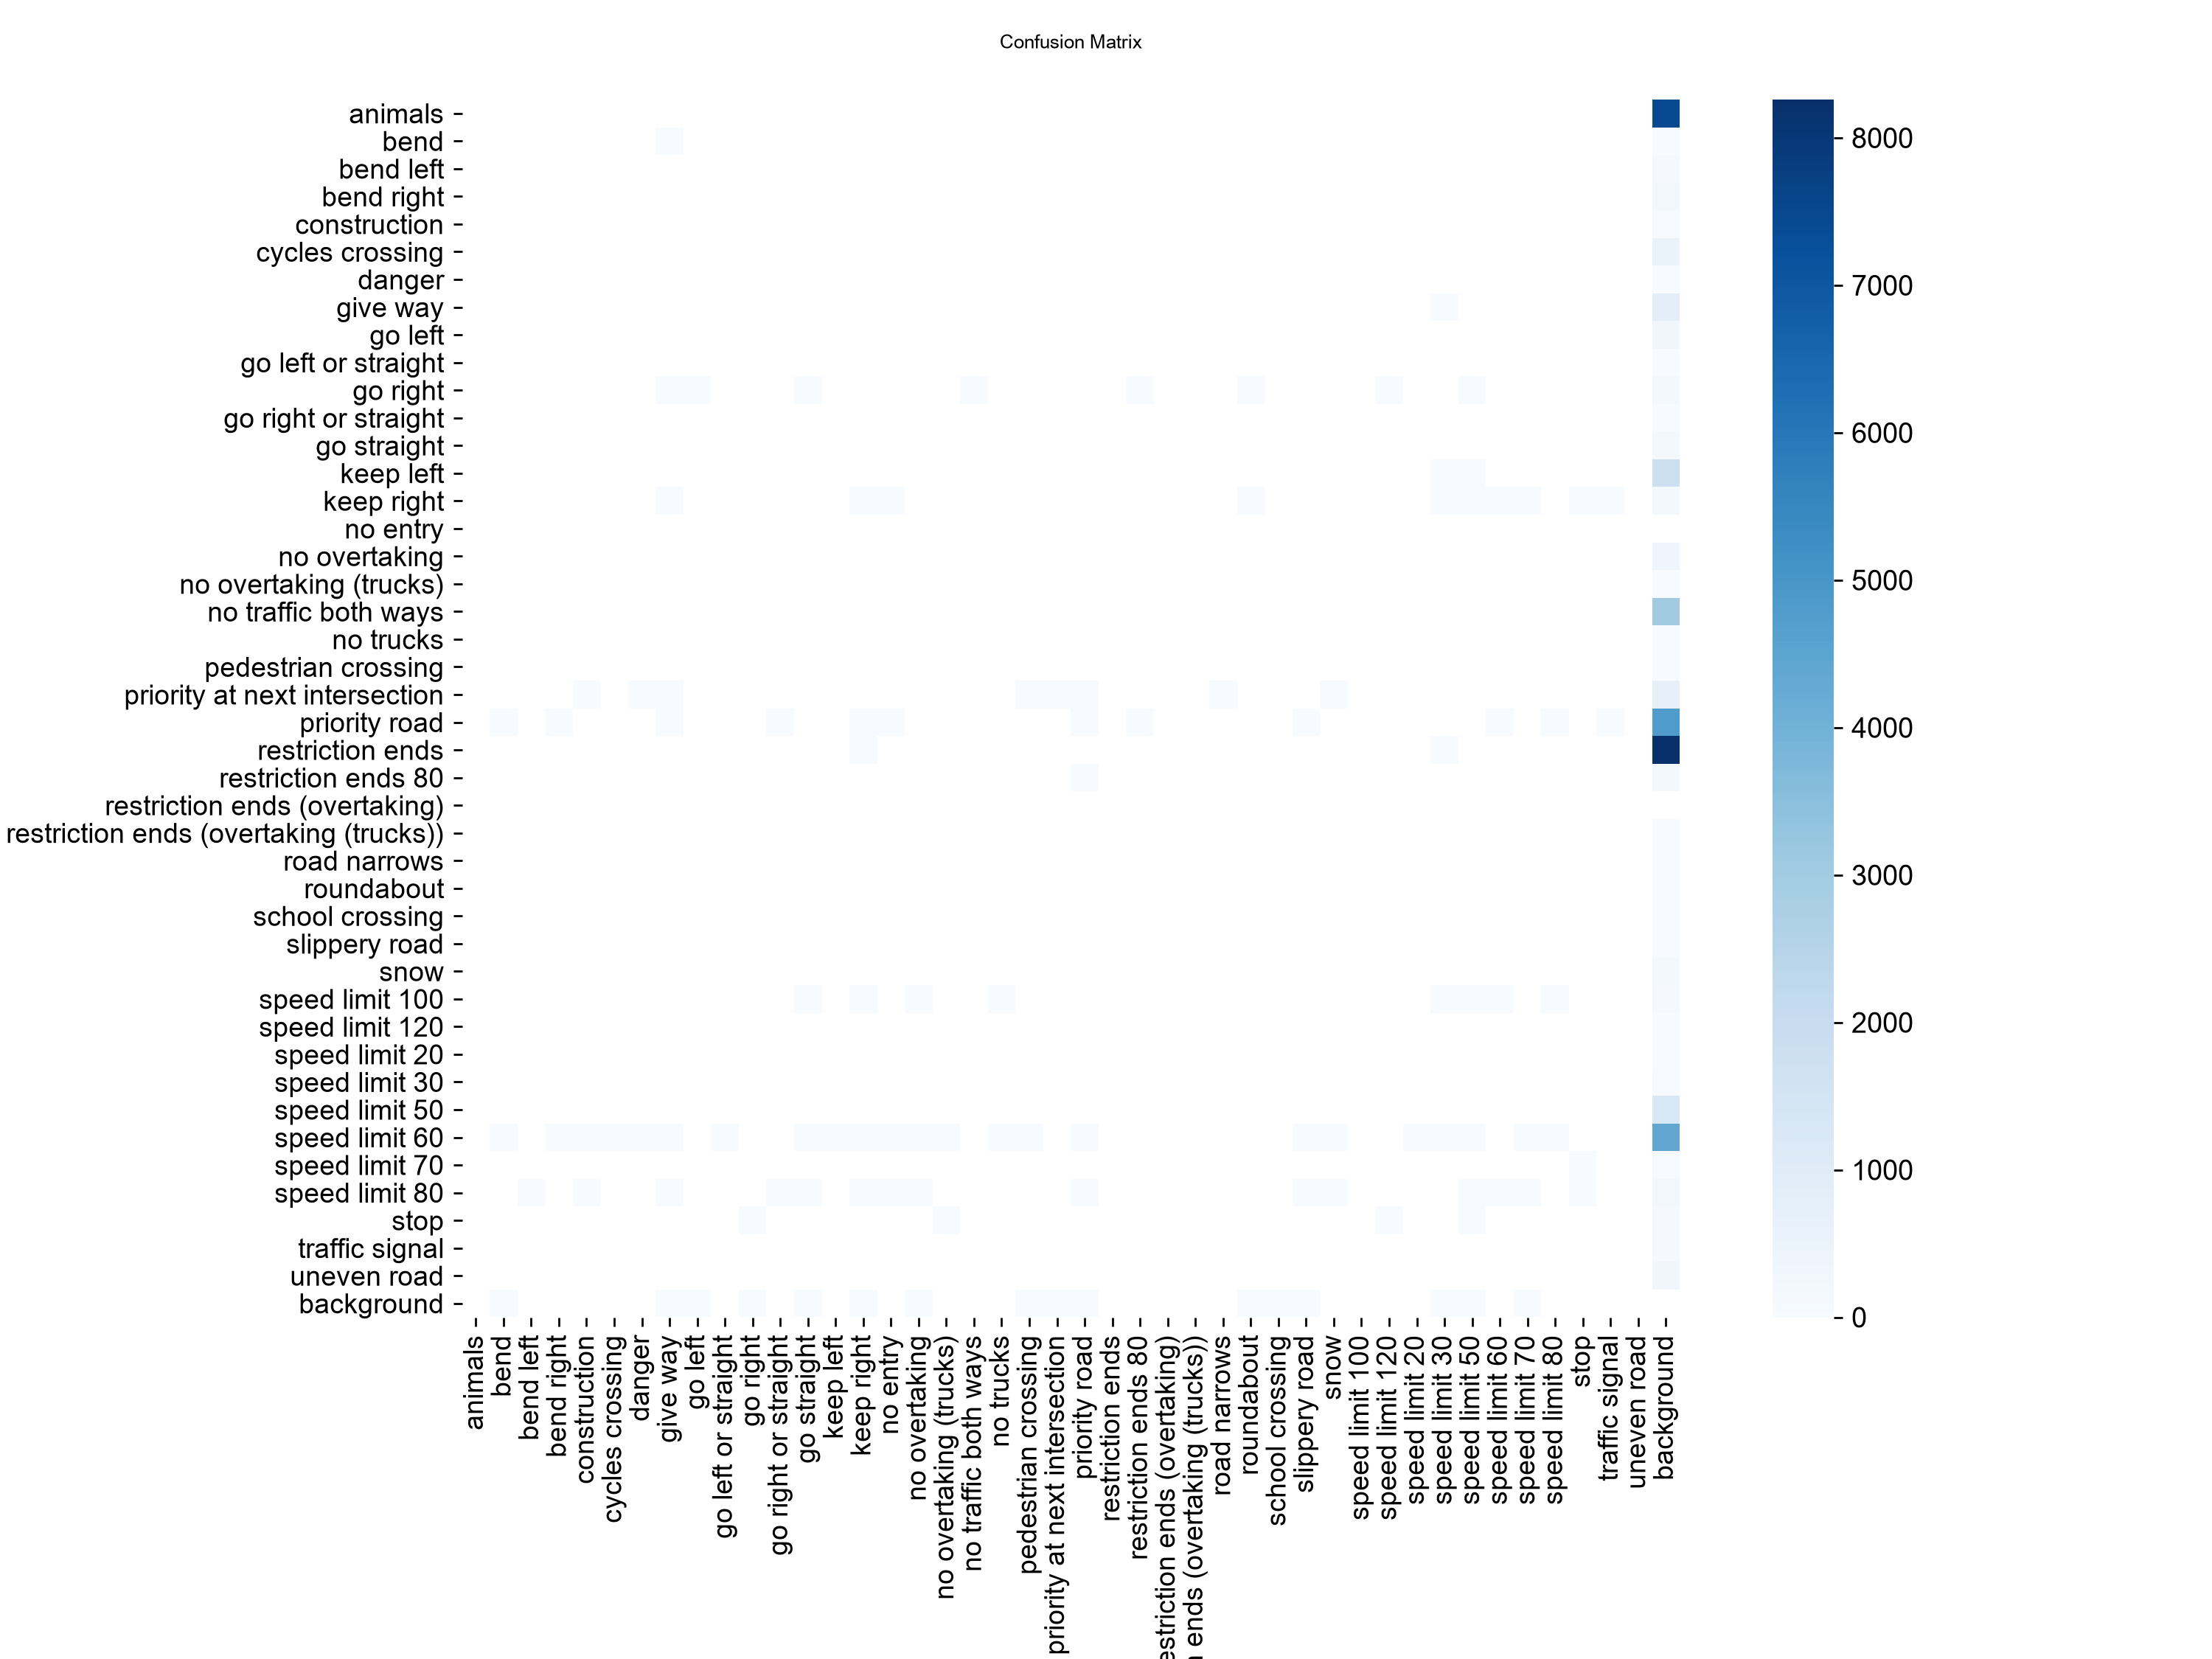 Confusion Matrix
animals
bend
bend left
bend right
construction
cycles crossing
danger
give way
go left
go left or straight
go right
go right or straight
go straight
keep left
keep right
no entry
no overtaking
no overtaking (trucks)
no traffic both ways
no trucks
pedestrian crossing
priority at next intersection
priority road
restriction ends
restriction ends 80
restriction ends (overtaking)
restriction ends (overtaking (trucks))
road narrows
roundabout
school crossing
slippery road
snow
speed limit 100
speed limit 120
speed limit 20
speed limit 30
speed limit 50
speed limit 60
speed limit 70
speed limit 80
stop
traffic signal
uneven road
background
animals
bend
bend left
bend right
construction
cycles crossing
danger
give way
go left
go left or straight
go right
go right or straight
go straight
keep left
keep right
no entry
no overtaking
no overtaking (trucks)
no traffic both ways
no trucks
pedestrian crossing
priority at next intersection
priority road
restriction ends
restriction ends 80
estriction ends (overtaking)
ends (overtaking (trucks))
road narrows
roundabout
school crossing
slippery road
snow
speed limit 100
speed limit 120
speed limit 20
speed limit 30
speed limit 50
speed limit 60
speed limit 70
speed limit 80
stop
traffic signal
uneven road
background
8000
7000
6000
5000
4000
3000
2000
1000
0